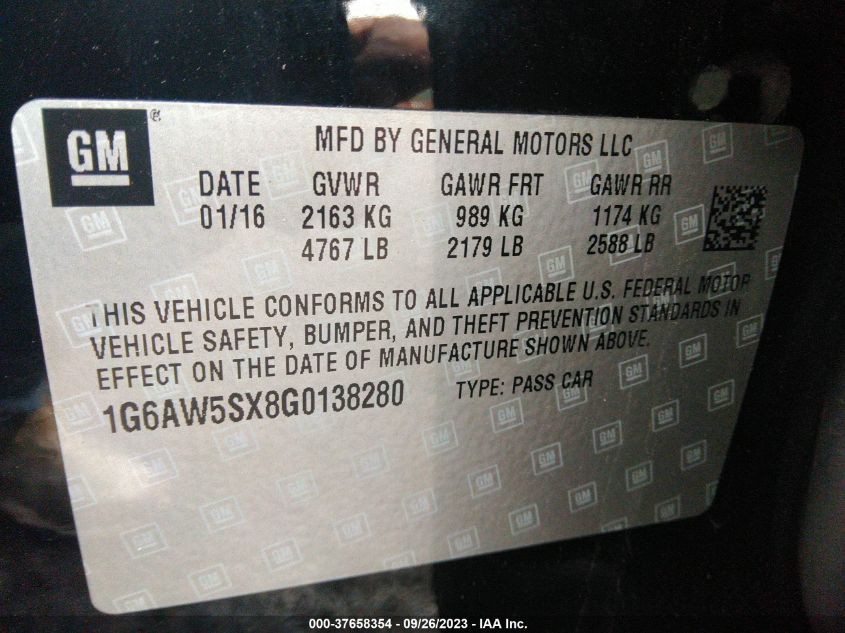 GM
MFD BY GENERAL MOTORS LLC
DATE GVWR GAWR FRT GAWR RR
01/16 2163 KG 989 KG 1174 KG
4767 LB 2179 LB 2588 LB
THIS VEHICLE CONFORMS TO ALL APPLICABLE U.S. FEDERAL MOTOR
VEHICLE SAFETY, BUMPER, AND THEFT PREVENTION STANDARDS IN
EFFECT ON THE DATE OF MANUFACTURE SHOWN ABOVE.
1G6AW5SX8G0138280 TYPE: PASS CAR
000-37658354 - 09/26/2023 - IAA Inc.